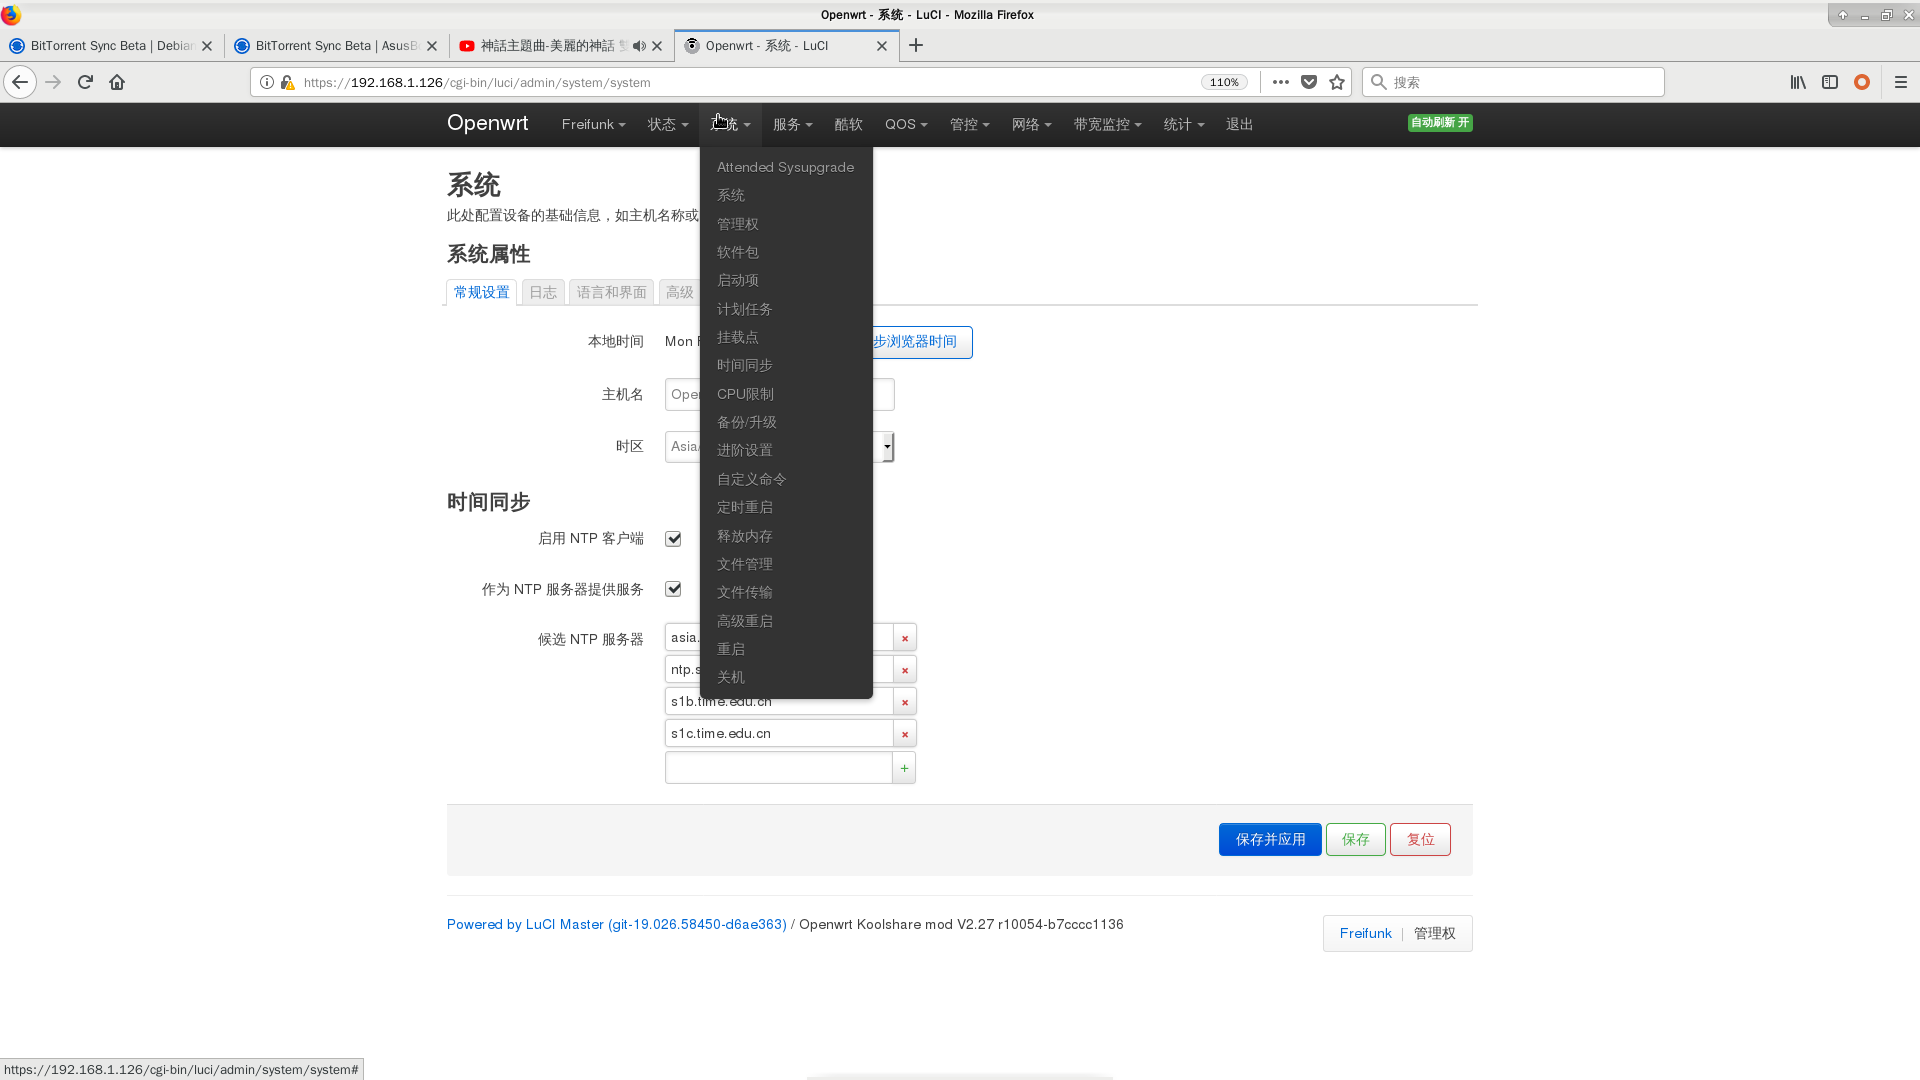 Openwrt - 系统 - LuCI - Mozilla Firefox
BitTorrent Sync Beta | Debian
BitTorrent Sync Beta | AsusB
神話主題曲-美麗的神話
Openwrt - 系统 - LuCI
https://192.168.1.126/cgi-bin/luci/admin/system/system
110%
搜索
Openwrt
Freifunk
状态
系统
服务
酷软
QOS
管控
网络
带宽监控
统计
退出
自动刷新 开
Attended Sysupgrade
系统
管理权
软件包
启动项
计划任务
挂载点
时间同步
CPU限制
备份/升级
进阶设置
自定义命令
定时重启
释放内存
文件管理
文件传输
高级重启
重启
关机
系统
此处配置设备的基础信息，如主机名称或
系统属性
常规设置
日志
语言和界面
高级
本地时间
Mon
步浏览器时间
主机名
Ope
时区
Asia
时间同步
启用 NTP 客户端
作为 NTP 服务器提供服务
候选 NTP 服务器
asia.
ntp.s
s1b.time.edu.cn
s1c.time.edu.cn
保存并应用
保存
复位
Powered by LuCI Master (git-19.026.58450-d6ae363) / Openwrt Koolshare mod V2.27 r10054-b7cccc1136
Freifunk | 管理权
https://192.168.1.126/cgi-bin/luci/admin/system/system#